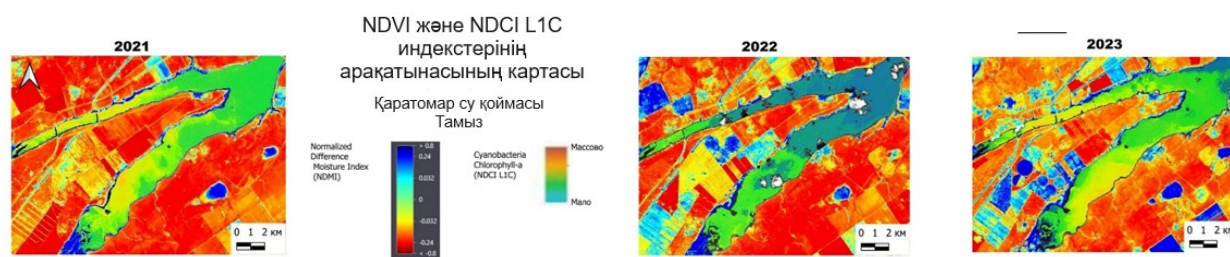 2021
NDVI және NDCI L1C
индекстерінің
арақатынасының картасы
Қаратомар су қоймасы
Тамыз
Normalized
Difference
Moisture Index
(NDMI)
> 0.8
0.24
0.032
0
-0.032
-0.24
< -0.8
Cyanobacteria
Chlorophyll-a
(NDCI L1C)
Массово
Мало
0 1 2 км
2022
0 1 2 км
2023
0 1 2 км